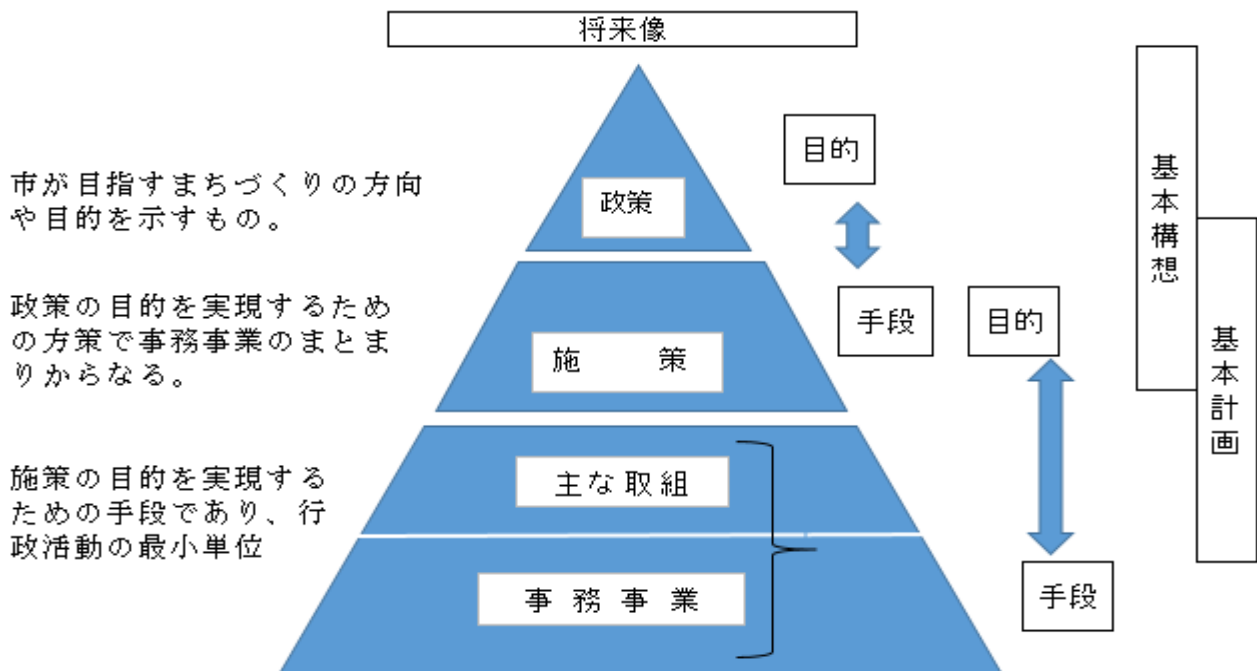 将来像
目的
市が目指すまちづくりの方向
や目的を示すもの。
政策
基本構想
政策の目的を実現するため
の方策で事務事業のまとま
りからなる。
手段
目的
施策
基本計画
施策の目的を実現する
ための手段であり、行
政活動の最小単位
主な取組
事務事業
手段